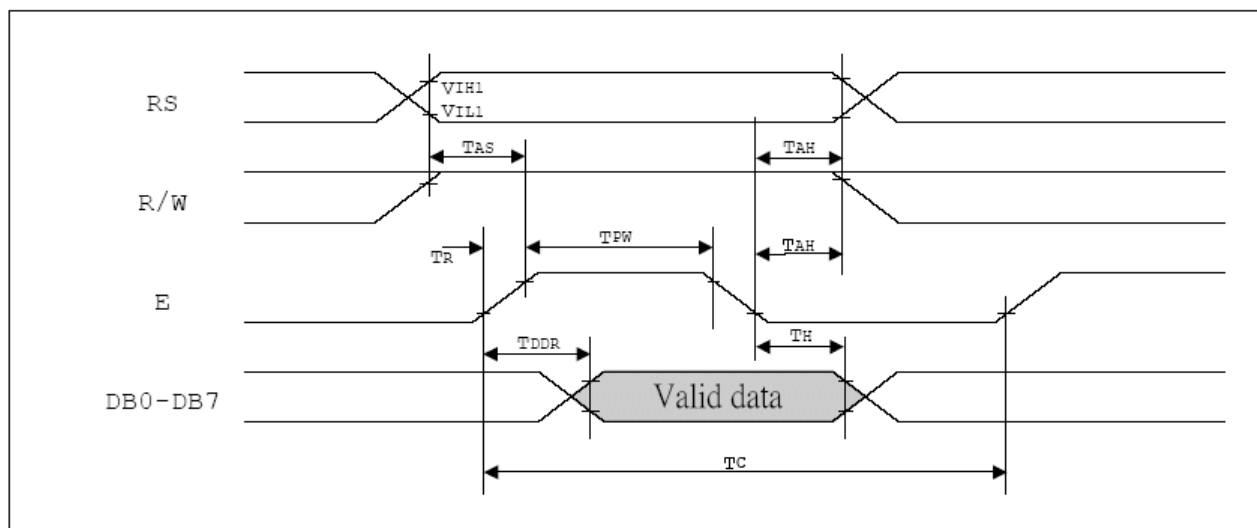 RS
VIH1
VIL1
TAS
TAH
R/W
TPW
TAH
TR
E
TDDR
TH
DB0-DB7
Valid data
TC